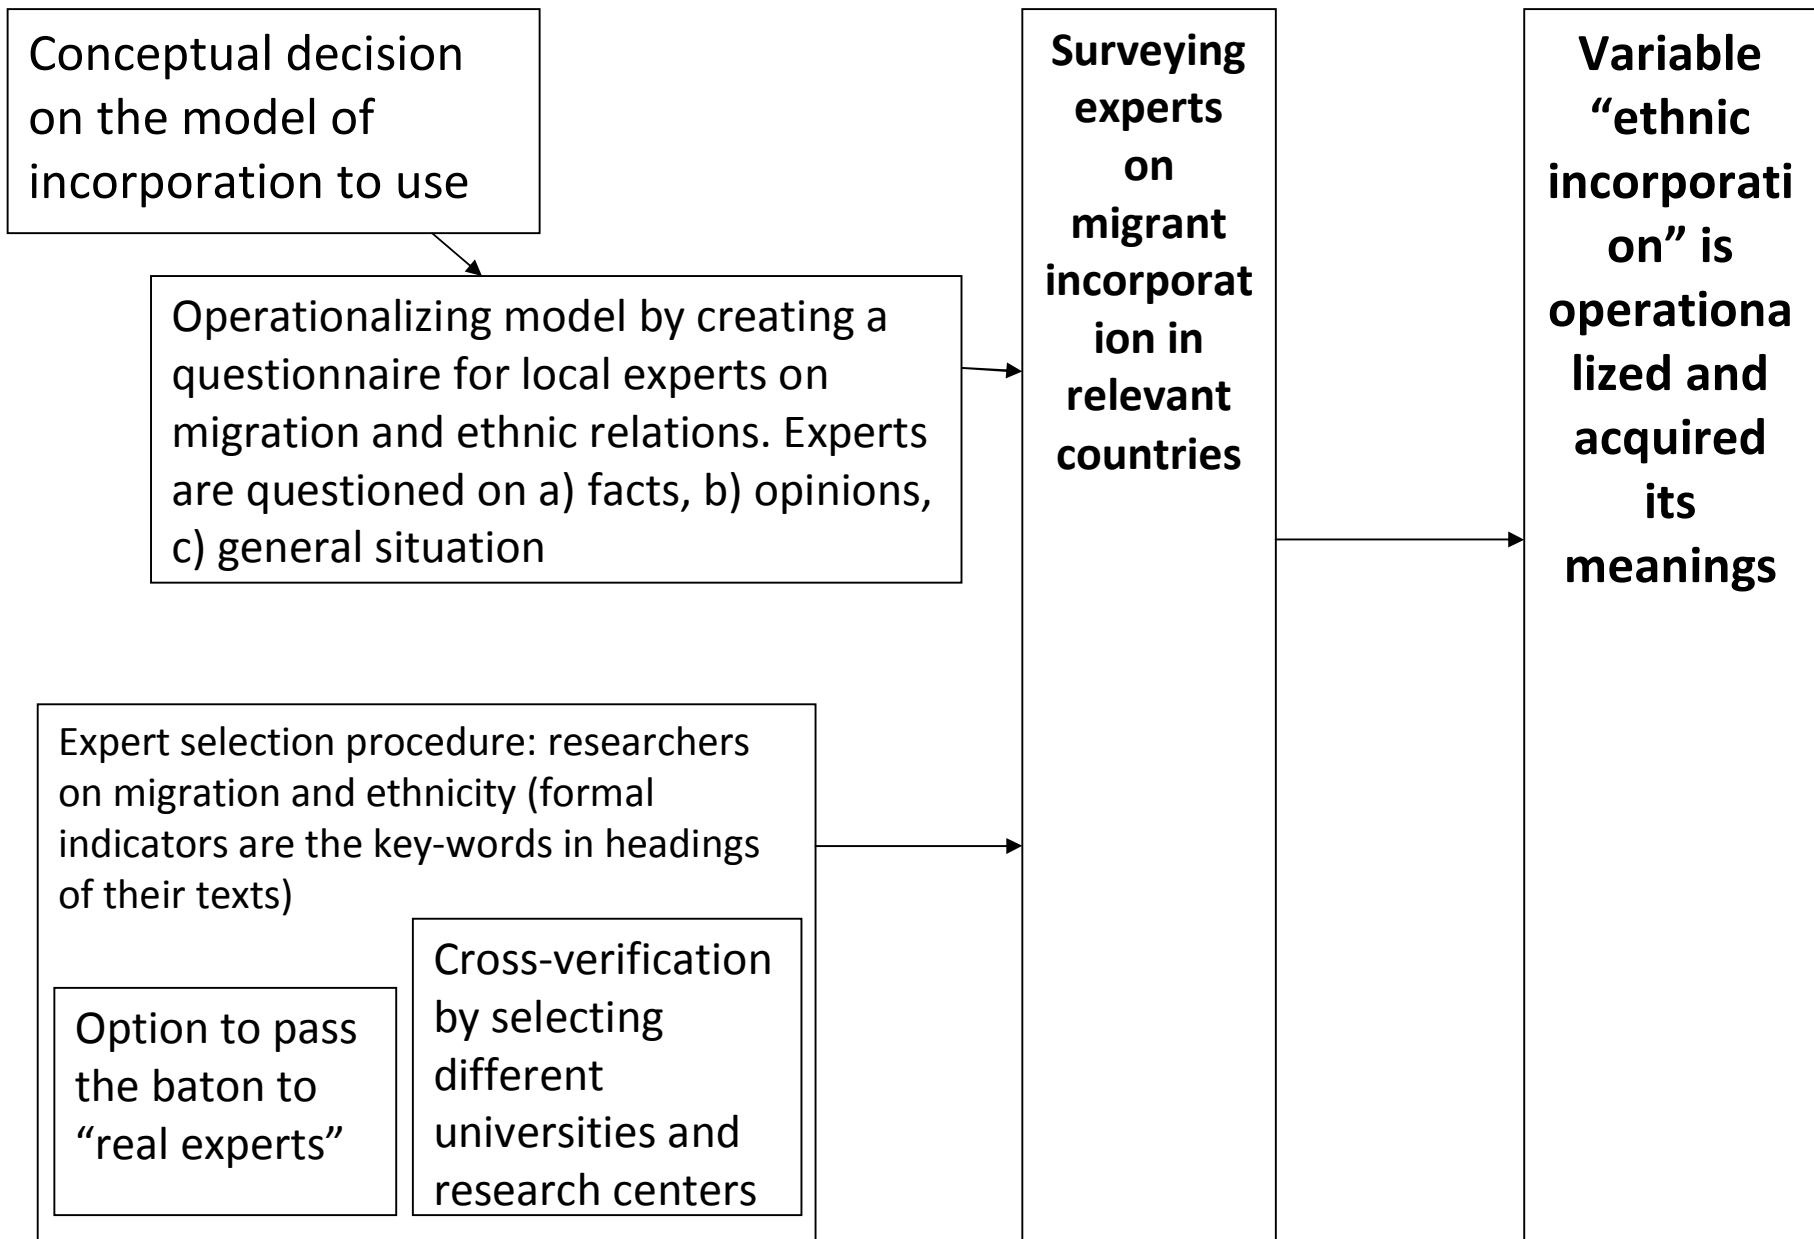 Conceptual decision
on the model of
incorporation to use
Operationalizing model by creating a
questionnaire for local experts on
migration and ethnic relations. Experts
are questioned on a) facts, b) opinions,
c) general situation
Expert selection procedure: researchers
on migration and ethnicity (formal
indicators are the key-words in headings
of their texts)
Option to pass
the baton to
“real experts”
Cross-verification
by selecting
different
universities and
research centers
Surveying
experts
on
migrant
incorporat
ion in
relevant
countries
Variable
“ethnic
incorporati
on” is
operationa
lized and
acquired
its
meanings